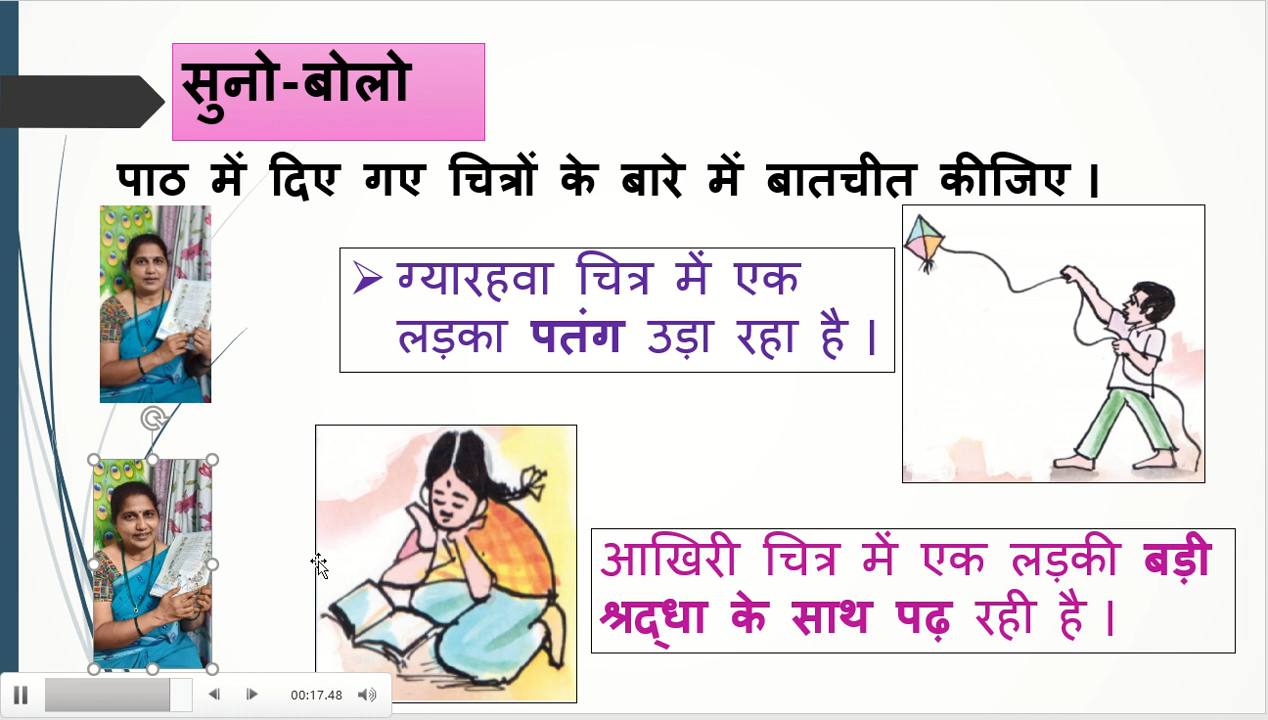 सुनो-बोलो
पाठ में दिए गए चित्रों के बारे में बातचीत कीजिए ।
ग्यारहवा चित्र में एक
लड़का पतंग उड़ा रहा है ।
आखिरी चित्र में एक लड़की बड़ी
श्रद्धा के साथ पढ़ रही है ।
00:17.48